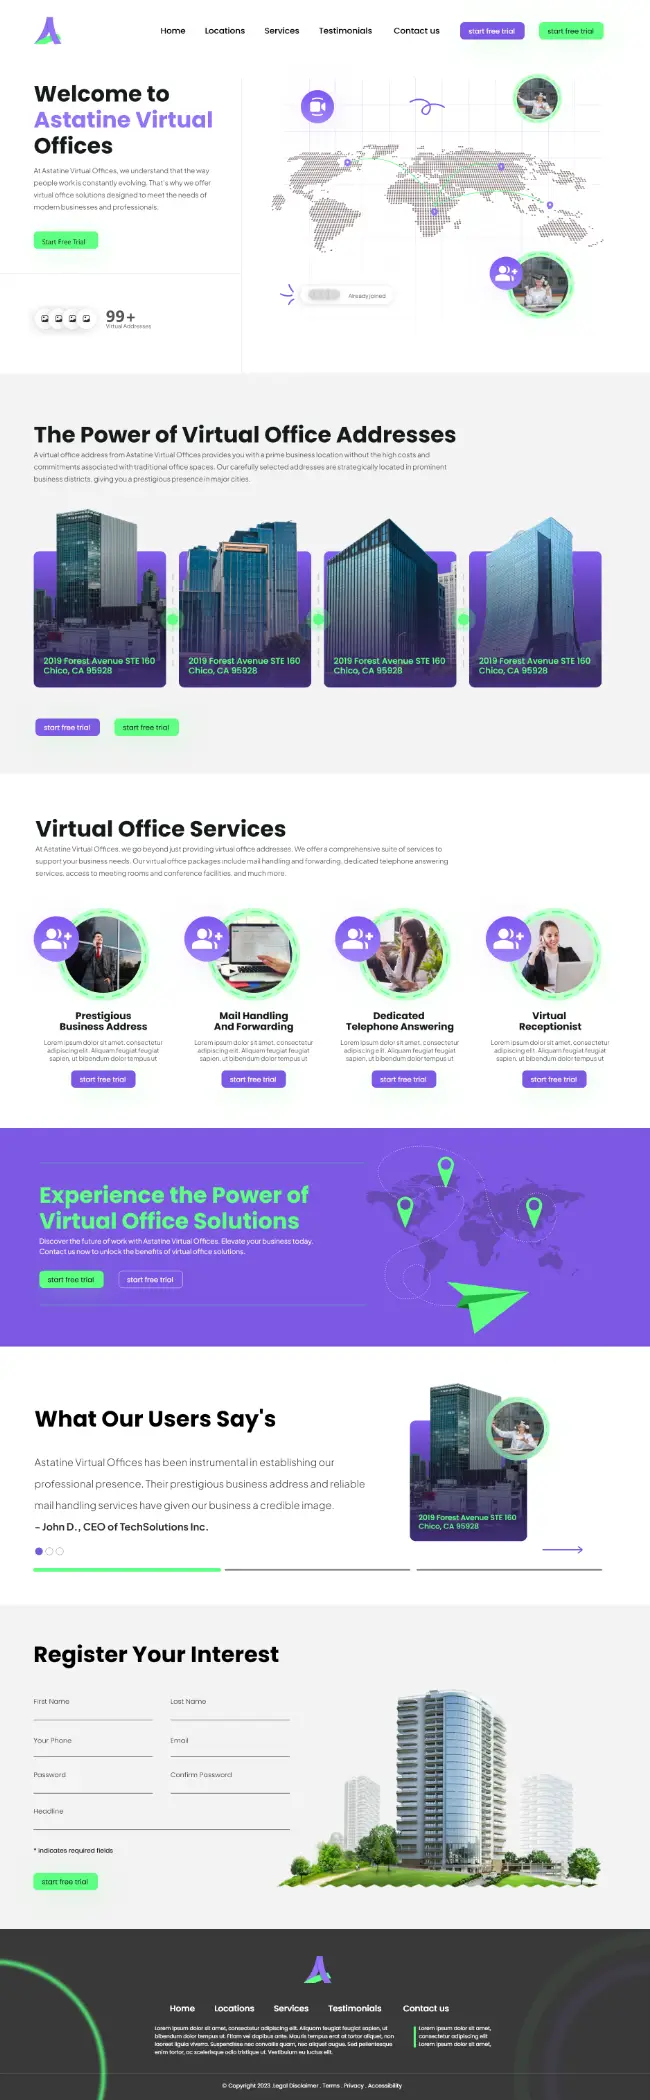 Home Locations Services Testimonials Contact us start free trial start free trial
Welcome to
Astatine Virtual
Offices
At Astatine Virtual Offices, we understand that the way
people work is constantly evolving. That's why we offer
virtual office solutions designed to meet the needs of
modern businesses and professionals.
Start Free Trial
Already joined
99+
Virtual Addresses
The Power of Virtual Office Addresses
A virtual office address from Astatine Virtual Offices provides you with a prime business location without the high costs and
commitments associated with traditional office spaces. Our carefully selected addresses are strategically located in prominent
business districts, giving you a prestigious presence in major cities.
2019 Forest Avenue STE 160
Chico, CA 95928
2019 Forest Avenue STE 160
Chico, CA 95928
2019 Forest Avenue STE 160
Chico, CA 95928
2019 Forest Avenue STE 160
Chico, CA 95928
start free trial start free trial
Virtual Office Services
At Astatine Virtual Offices, we go beyond just providing virtual office addresses. We offer a comprehensive suite of services to
support your business needs. Our virtual office packages include mail handling and forwarding, dedicated telephone answering
services, access to meeting rooms and conference facilities, and much more.
Prestigious
Business Address
Lorem ipsum dolor sit amet, consectetur
adipiscing elit. Aliquam feugiat feugiat
sapien, ut bibendum dolor tempus ut
start free trial
Mail Handling
And Forwarding
Lorem ipsum dolor sit amet, consectetur
adipiscing elit. Aliquam feugiat feugiat
sapien, ut bibendum dolor tempus ut
start free trial
Dedicated
Telephone Answering
Lorem ipsum dolor sit amet, consectetur
adipiscing elit. Aliquam feugiat feugiat
sapien, ut bibendum dolor tempus ut
start free trial
Virtual
Receptionist
Lorem ipsum dolor sit amet, consectetur
adipiscing elit. Aliquam feugiat feugiat
sapien, ut bibendum dolor tempus ut
start free trial
Experience the Power of
Virtual Office Solutions
Discover the future of work with Astatine Virtual Offices. Elevate your business today.
Contact us now to unlock the benefits of virtual office solutions.
start free trial start free trial
What Our Users Say's
Astatine Virtual Offices has been instrumental in establishing our
professional presence. Their prestigious business address and reliable
mail handling services have given our business a credible image.
- John D., CEO of TechSolutions Inc.
2019 Forest Avenue STE 160
Chico, CA 95928
Register Your Interest
First Name Last Name
Your Phone Email
Password Confirm Password
Headline
* indicates required fields
start free trial
Home Locations Services Testimonials Contact us
Lorem ipsum dolor sit amet, consectetur adipiscing elit. Aliquam feugiat feugiat sapien, ut
bibendum dolor tempus ut. Etiam vel dapibus ante. Mauris tempus erat at tortor aliquet, non
laoreet ligula viverra. Suspendisse nec convallis quam, nec aliquet augue. Sed pellentesque
enim tortor, ac scelerisque odio tristique ut. Vestibulum eu luctus elit.
Lorem ipsum dolor sit amet,
consectetur adipiscing elit
Lorem ipsum dolor sit amet,
© Copyright 2023 .Legal Disclaimer . Terms . Privacy . Accessibility